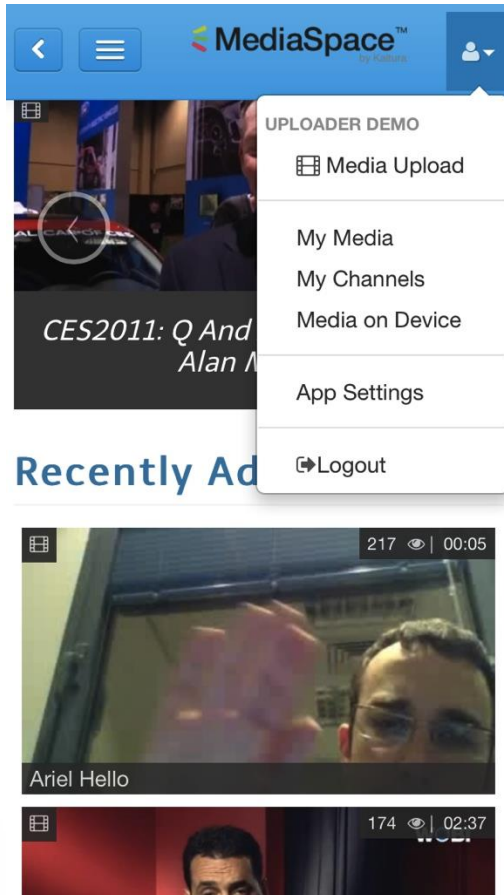 MediaSpace™
by Kaltura
UPLOADER DEMO
Media Upload
My Media
My Channels
Media on Device
App Settings
Logout
CES2011: Q And
Alan
Recently Ad
217 | 00:05
Ariel Hello
174 | 02:37